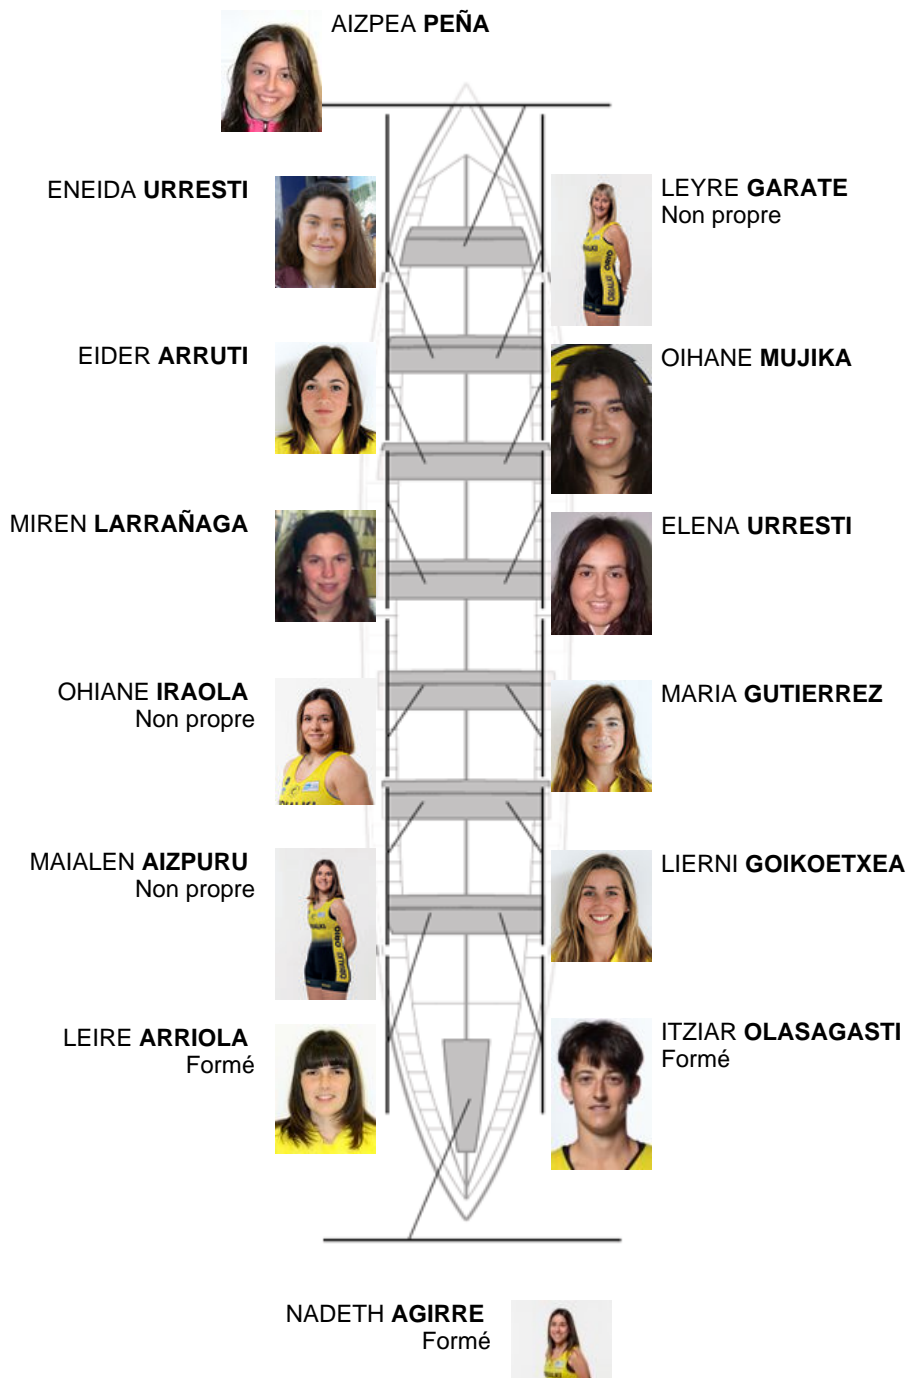 AIZPEA PEÑA
ENEIDA URRESTI
LEYRE GARATE
Non propre
EIDER ARRUTI
OIHANE MUJIKA
MIREN LARRAÑAGA
ELENA URRESTI
OHIANE IRAOLA
Non propre
MARIA GUTIERREZ
MAIALEN AIZPURU
Non propre
LIERNI GOIKOETXEA
LEIRE ARRIOLA
Formé
ITZIAR OLASAGASTI
Formé
NADETH AGIRRE
Formé